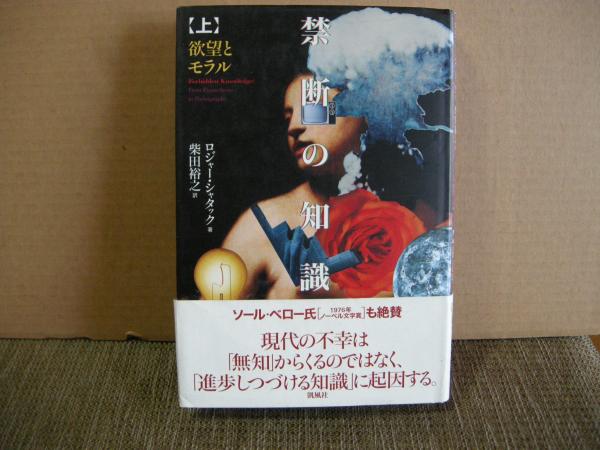 【上】
欲望と
モラル
Forbidden Knowledge:
From Prometheus
to Pornography
禁断の知識
ロジャー・シャタック 著
柴田裕之 訳
ソール・ベロー氏[1976年ノーベル文学賞]も絶賛
現代の不幸は
「無知」からくるのではなく、
「進歩しつづける知識」に起因する。
凱風社